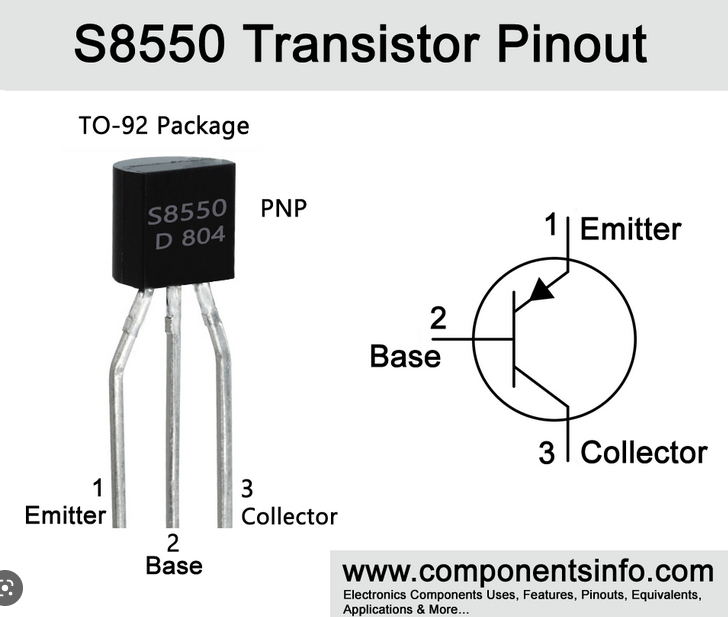 S8550 Transistor Pinout
TO-92 Package
S8550
D 804
PNP
1
Emitter
2
Base
3
Collector
1
Emitter
2
Base
3
Collector
www.componentsinfo.com
Electronics Components Uses, Features, Pinouts, Equivalents,
Applications & More...